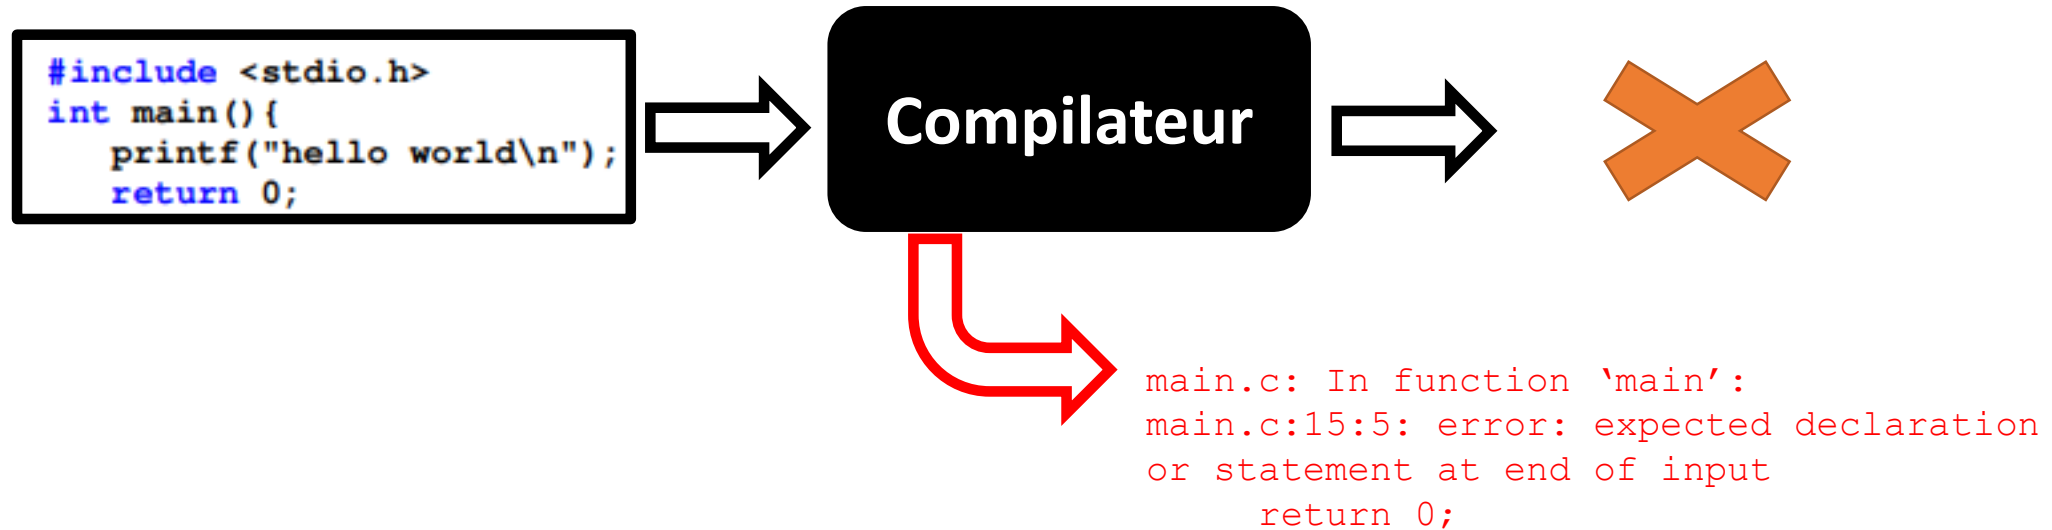 #include <stdio.h>
int main(){
printf("hello world\n");
return 0;
Compilateur
main.c: In function ‘main’:
main.c:15:5: error: expected declaration
or statement at end of input
return 0;